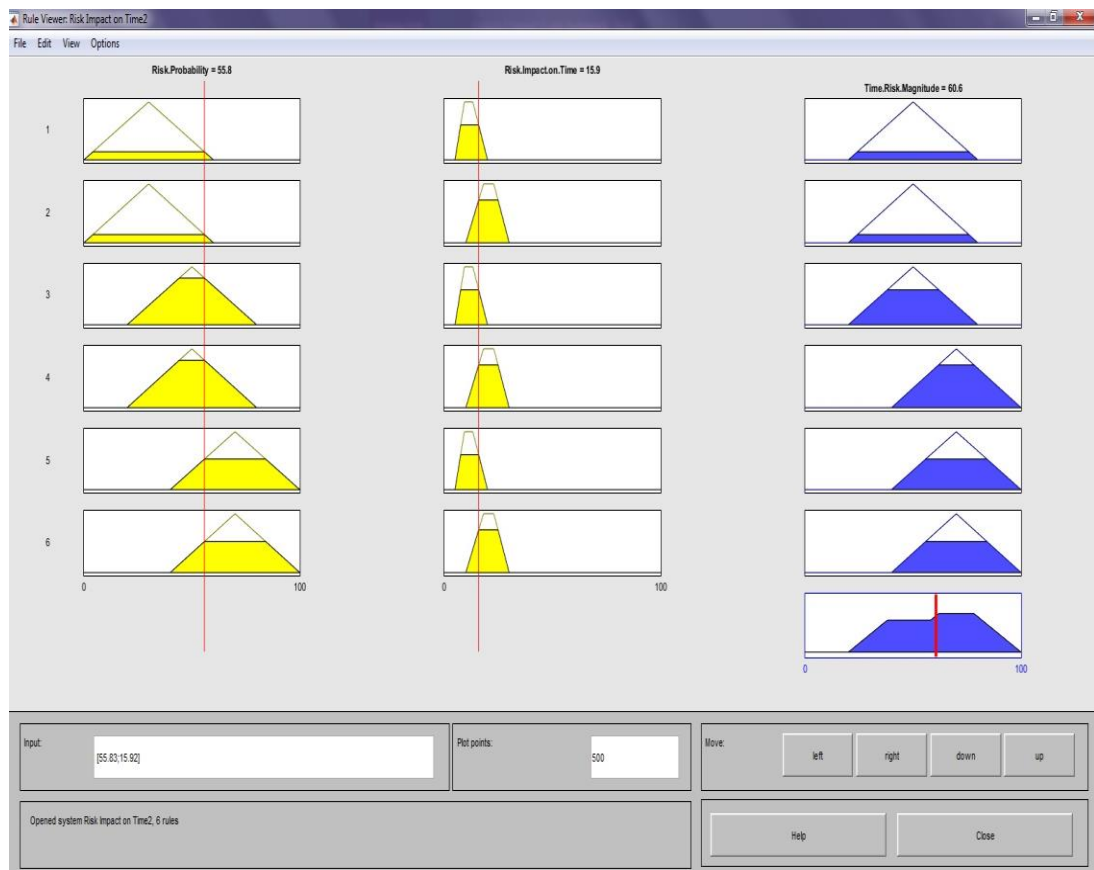 Rule Viewer: Risk Impact on Time2
File Edit View Options
Risk.Probability = 55.8
Risk.Impact.on.Time = 15.9
Time.Risk.Magnitude = 60.6
1
2
3
4
5
6
0 100
0 100
0 100
Input:
[55.83;15.92]
Plot points:
500
Move:
left
right
down
up
Opened system Risk Impact on Time2, 6 rules
Help
Close